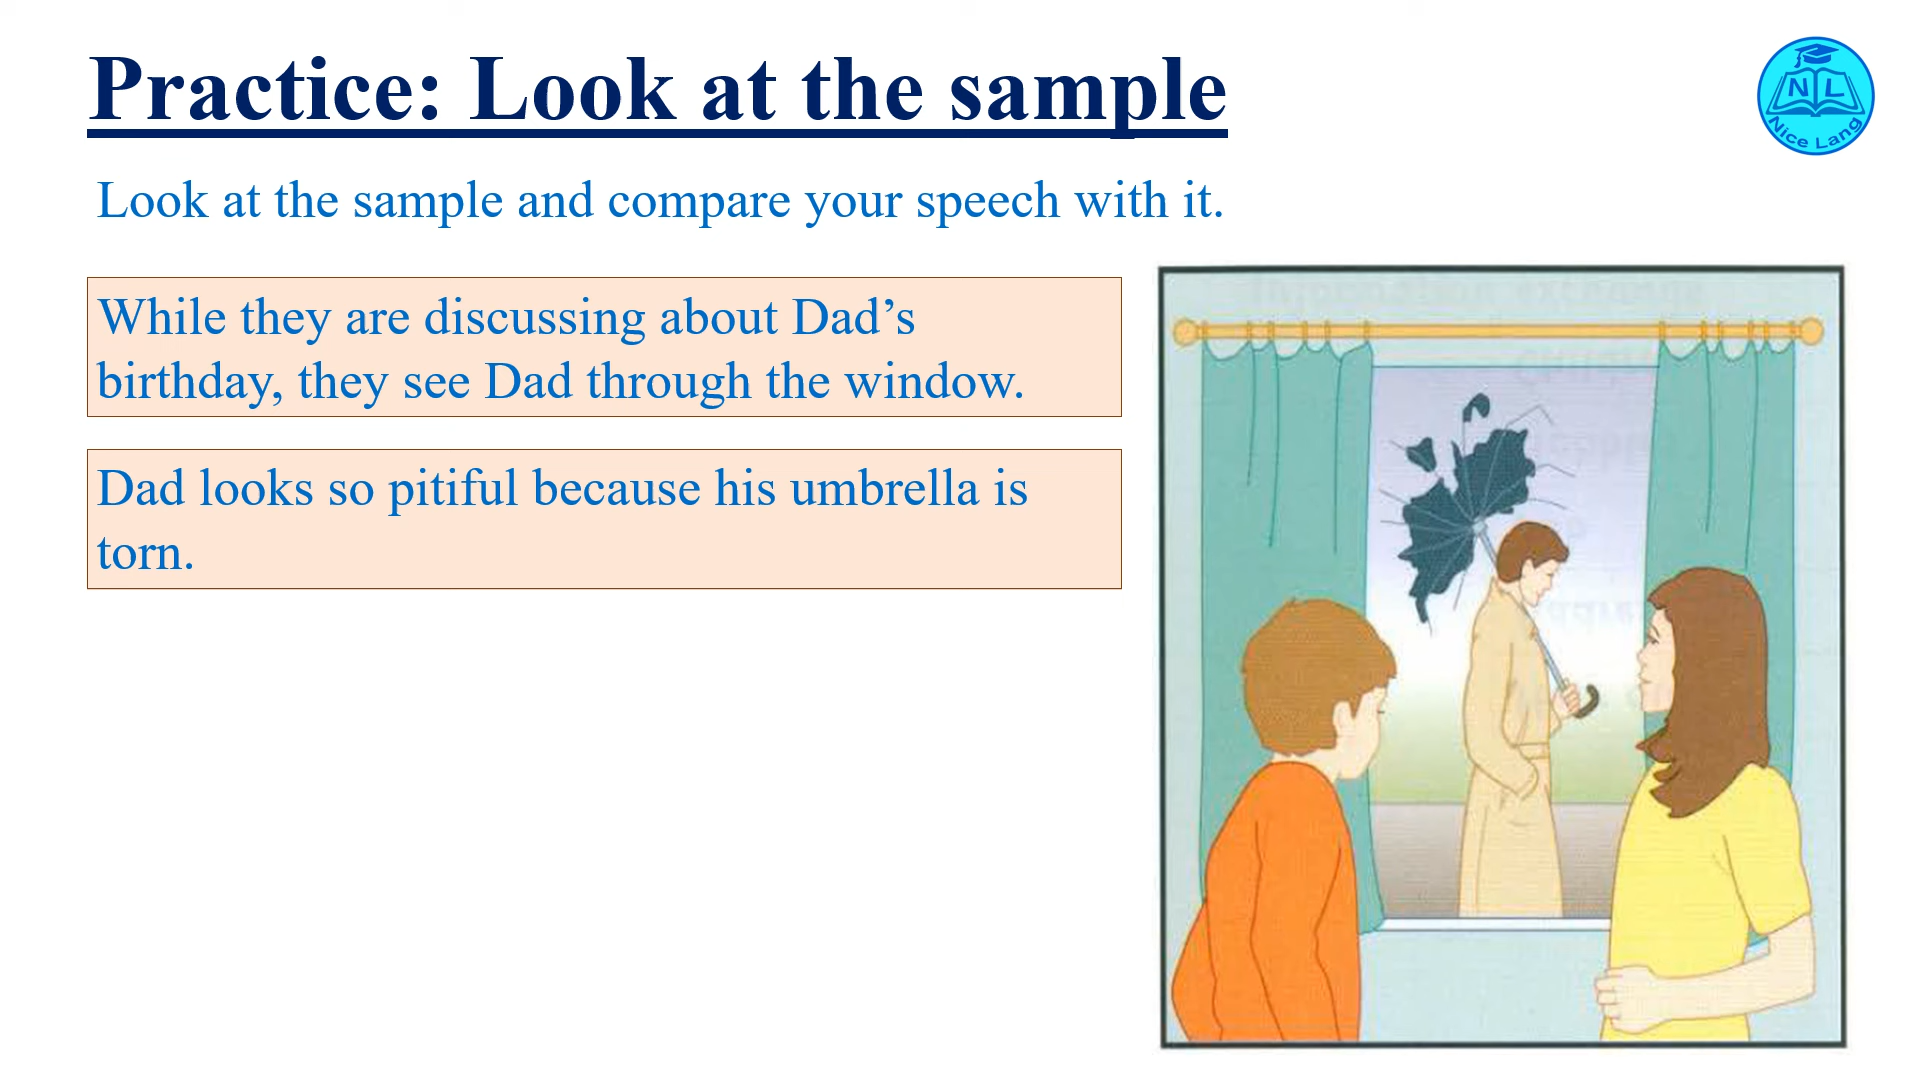 Practice: Look at the sample
N L
Nice Lang
Look at the sample and compare your speech with it.
While they are discussing about Dad’s
birthday, they see Dad through the window.
Dad looks so pitiful because his umbrella is
torn.